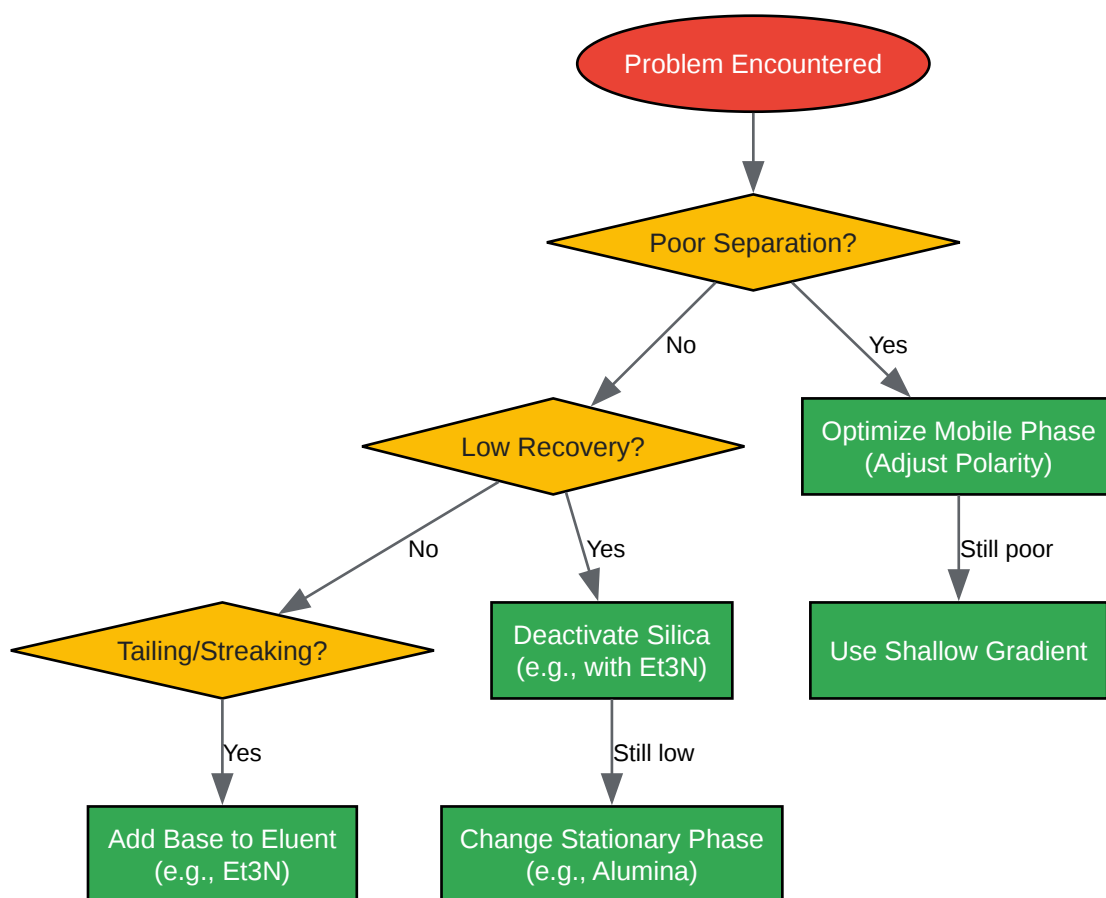 Problem Encountered
Poor Separation?
No
Yes
Low Recovery?
Optimize Mobile Phase
(Adjust Polarity)
No
Yes
Still poor
Tailing/Streaking?
Deactivate Silica
(e.g., with Et3N)
Use Shallow Gradient
Yes
Still low
Add Base to Eluent
(e.g., Et3N)
Change Stationary Phase
(e.g., Alumina)